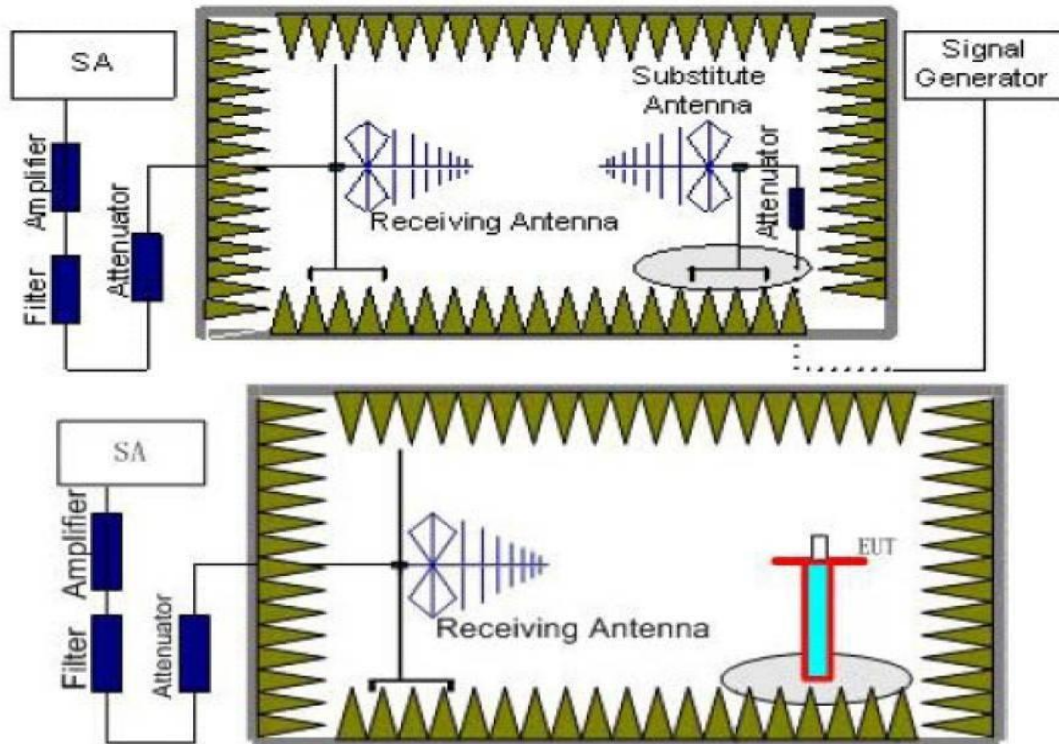 SA
Signal
Generator
Substitute
Antenna
Amplifier
Attenuator
Attenuator
Receiving Antenna
Filter
SA
Amplifier
EUT
Receiving Antenna
Filter
Attenuator